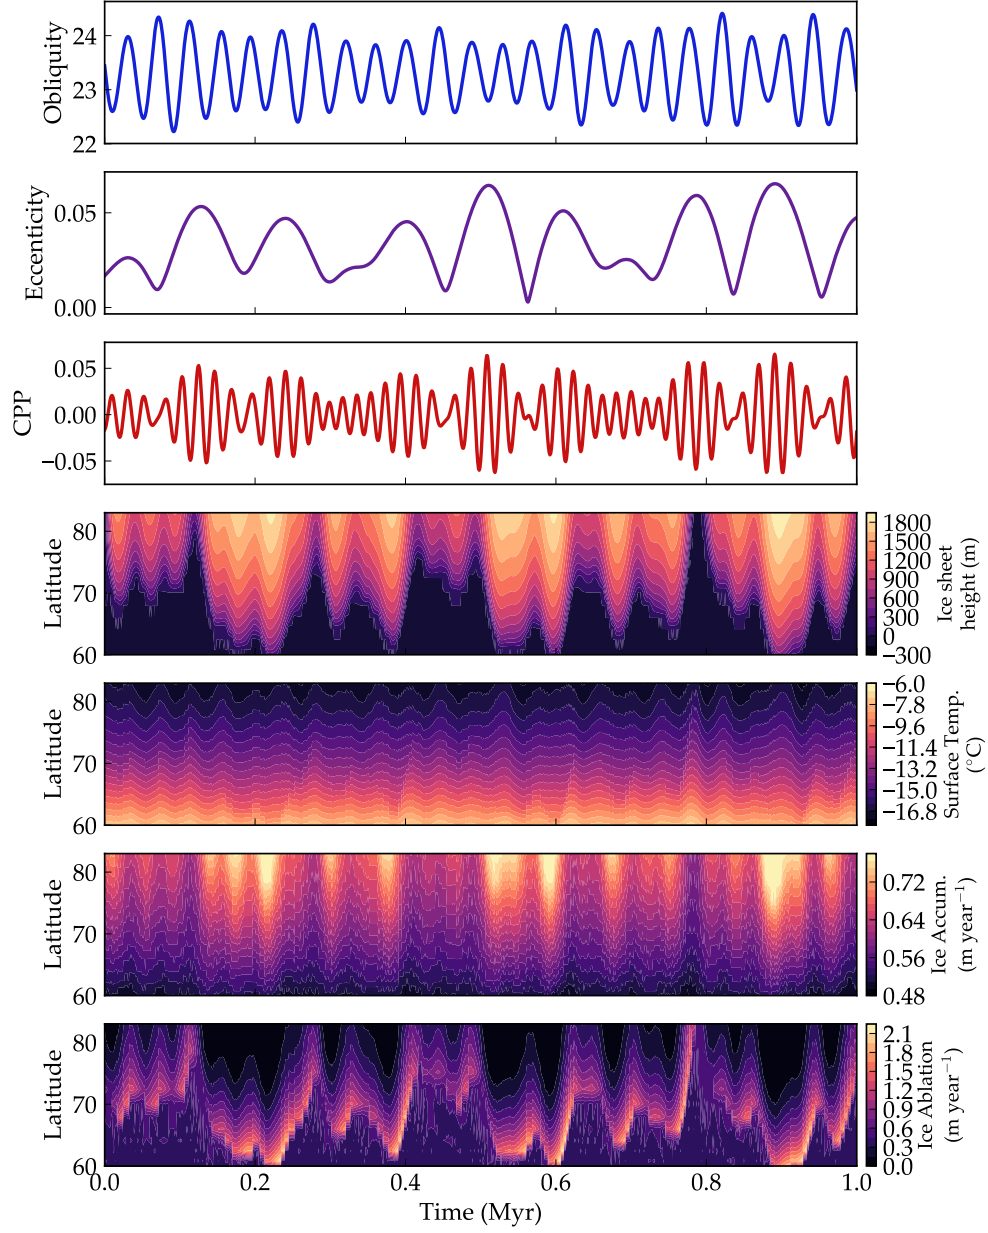 Obliquity
24
23
22
Eccenticity
0.05
0.00
CPP
0.05
0.00
−0.05
Latitude
80
70
60
1800
1500
1200
900
600
300
0
−300
Ice sheet
height (m)
Latitude
80
70
60
−6.0
−7.8
−9.6
−11.4
−13.2
−15.0
−16.8
Surface Temp.
(°C)
Latitude
80
70
60
0.72
0.64
0.56
0.48
Ice Accum.
(m year⁻¹)
Latitude
80
70
60
2.1
1.8
1.5
1.2
0.9
0.6
0.3
0.0
Ice Ablation
(m year⁻¹)
0.0 0.2 0.4 0.6 0.8 1.0
Time (Myr)